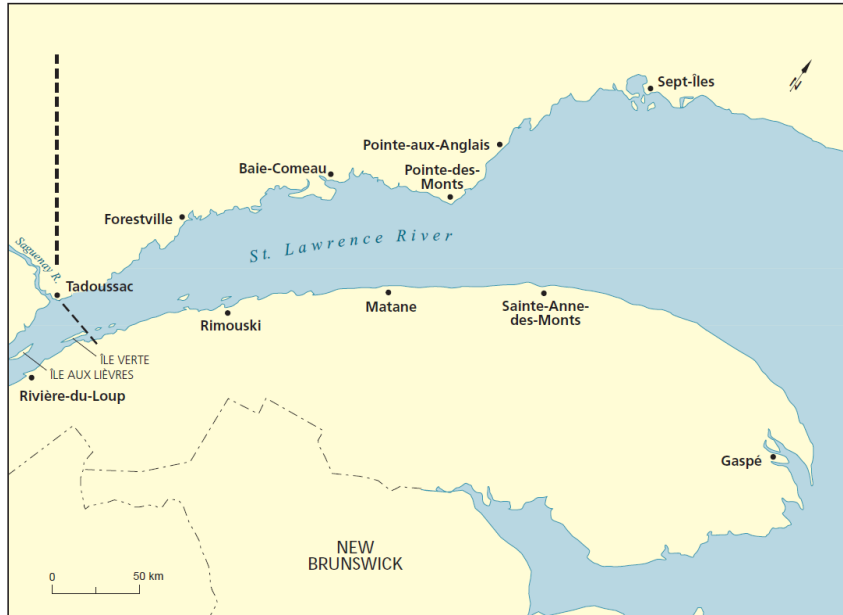 Sept-Îles
N
Pointe-aux-Anglais
Baie-Comeau
Pointe-des-
Monts
Forestville
St. Lawrence River
Saguenay R.
Tadoussac
Matane
Sainte-Anne-
des-Monts
Rimouski
ÎLE VERTE
ÎLE AUX LIÈVRES
Rivière-du-Loup
Gaspé
NEW
BRUNSWICK
0 50 km